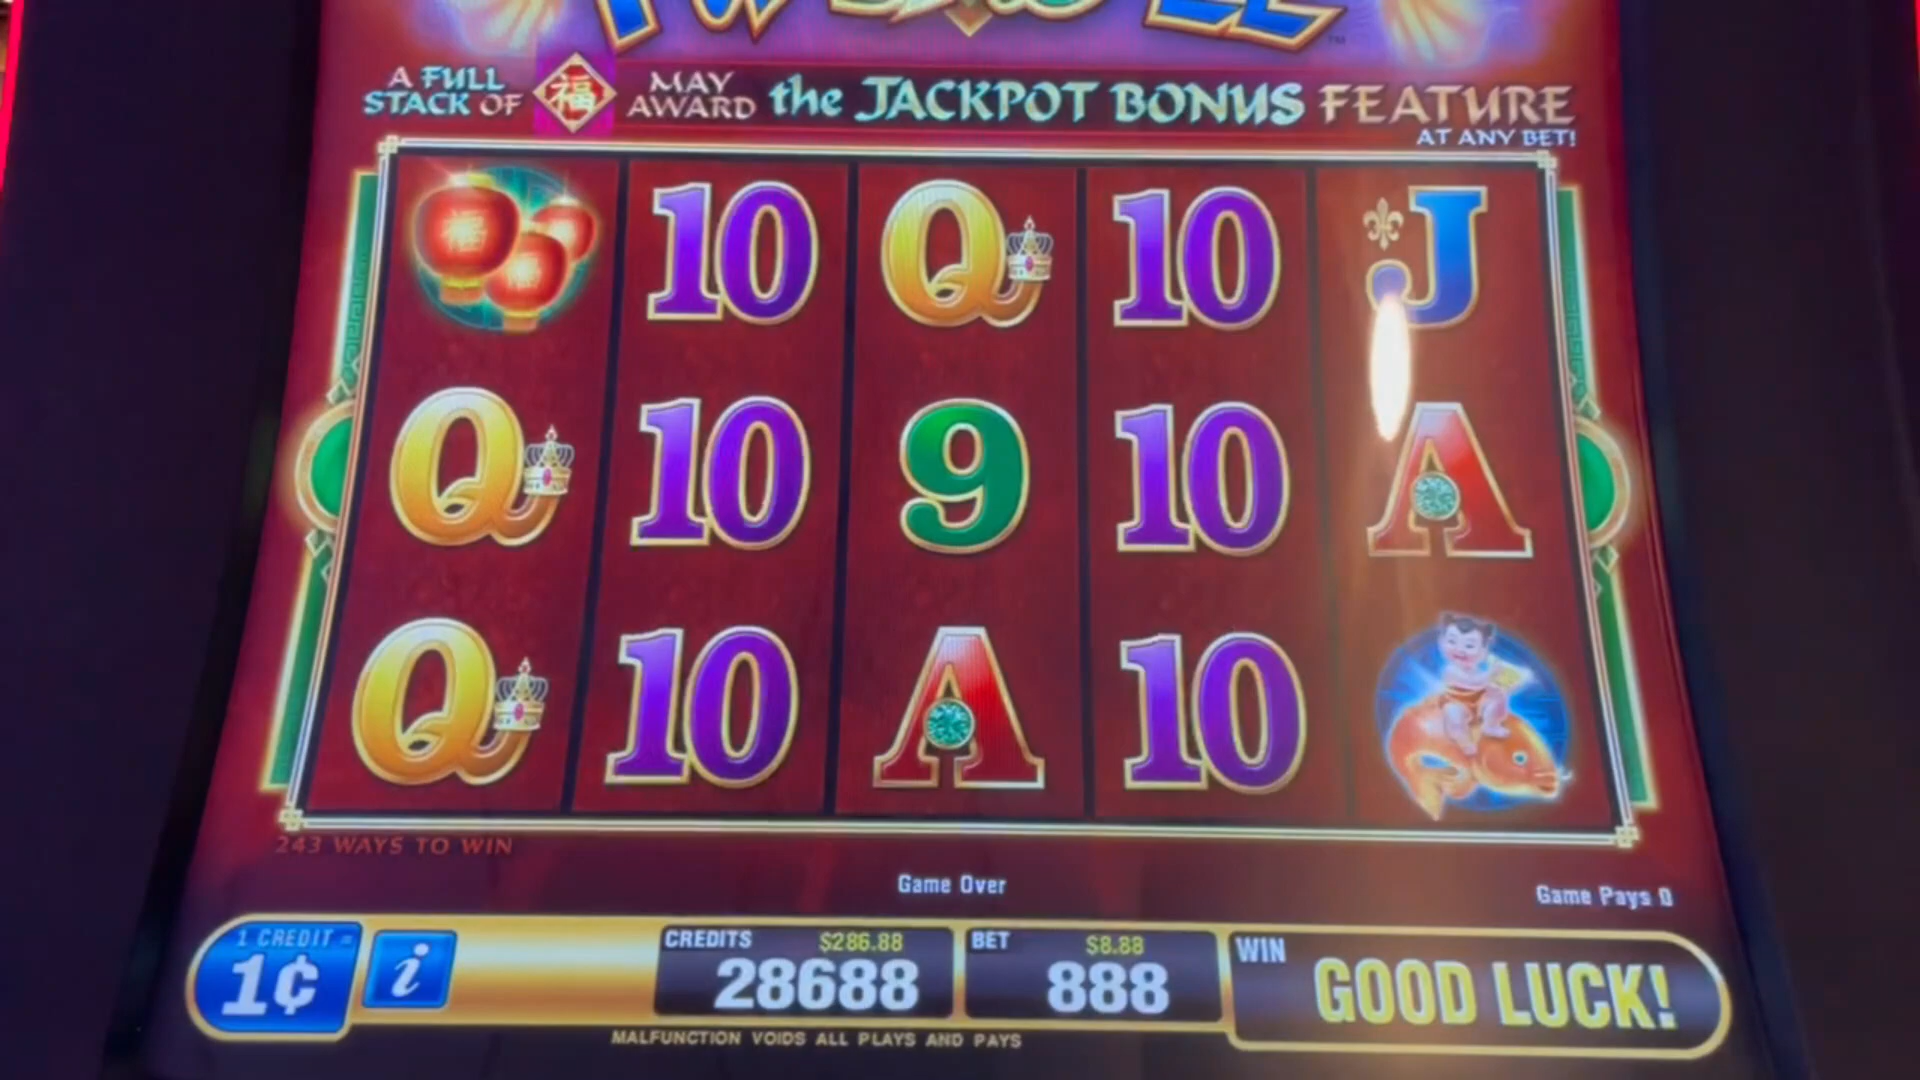 A FULL STACK OF 福 MAY AWARD the JACKPOT BONUS FEATURE
AT ANY BET!
福 10 Q 10 J
Q 10 9 10 A
Q 10 A 10
243 WAYS TO WIN
Game Over
Game Pays 0
1 CREDIT =
1¢
i
CREDITS $286.88
28688
BET $8.88
888
WIN
GOOD LUCK!
MALFUNCTION VOIDS ALL PLAYS AND PAYS